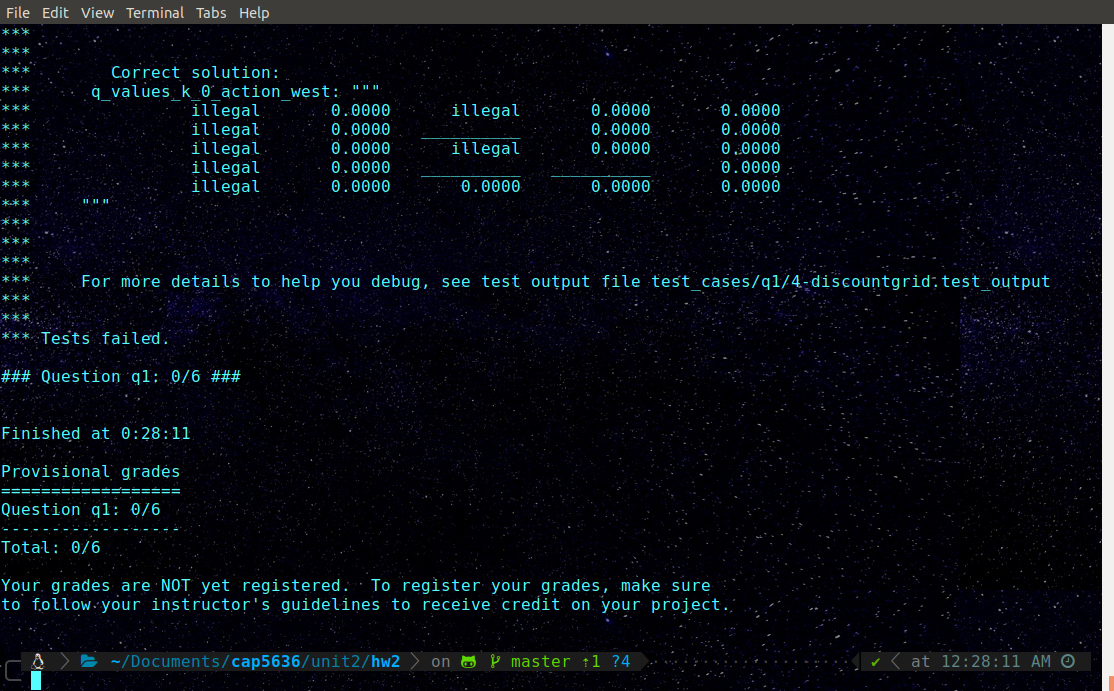 File Edit View Terminal Tabs Help
***
***
***        Correct solution:
***      q_values_k_0_action_west: """
***                illegal       0.0000      illegal       0.0000       0.0000
***                illegal       0.0000   __________       0.0000       0.0000
***                illegal       0.0000      illegal       0.0000       0.0000
***                illegal       0.0000   __________   __________       0.0000
***                illegal       0.0000       0.0000       0.0000       0.0000
***     """
***
***
***
***     For more details to help you debug, see test output file test_cases/q1/4-discountgrid.test_output
***
***
*** Tests failed.
### Question q1: 0/6 ###
Finished at 0:28:11
Provisional grades
==================
Question q1: 0/6
------------------
Total: 0/6
Your grades are NOT yet registered.  To register your grades, make sure
to follow your instructor's guidelines to receive credit on your project.
~/Documents/cap5636/unit2/hw2 on master ↑1 ?4 ✔ at 12:28:11 AM